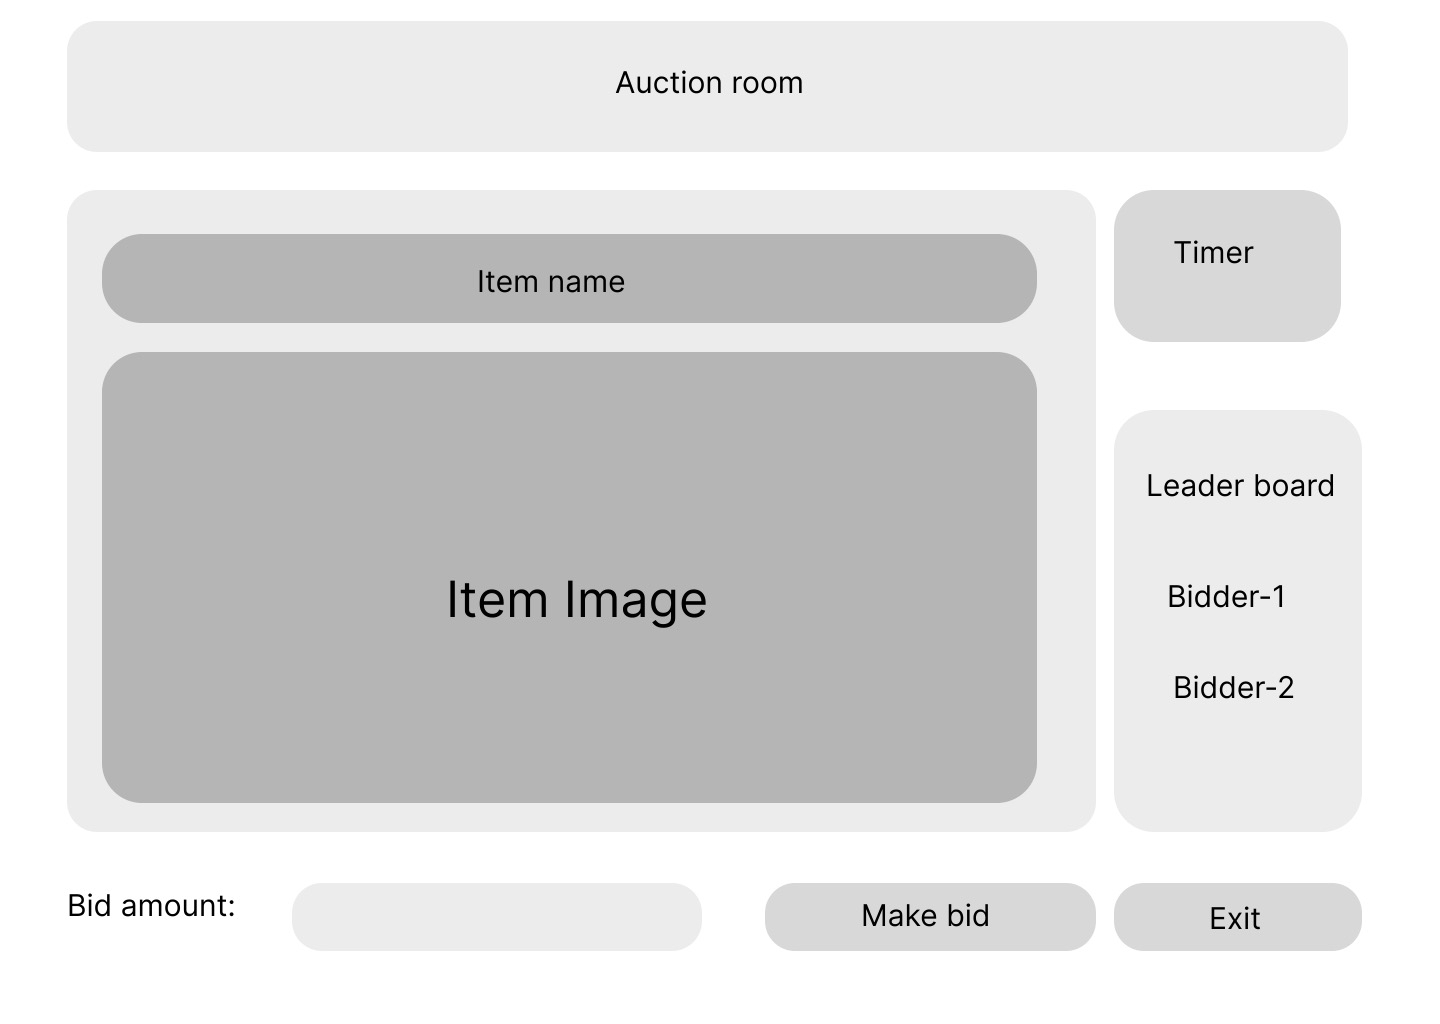 Auction room
Item name
Timer
Item Image
Leader board
Bidder-1
Bidder-2
Bid amount:
Make bid
Exit